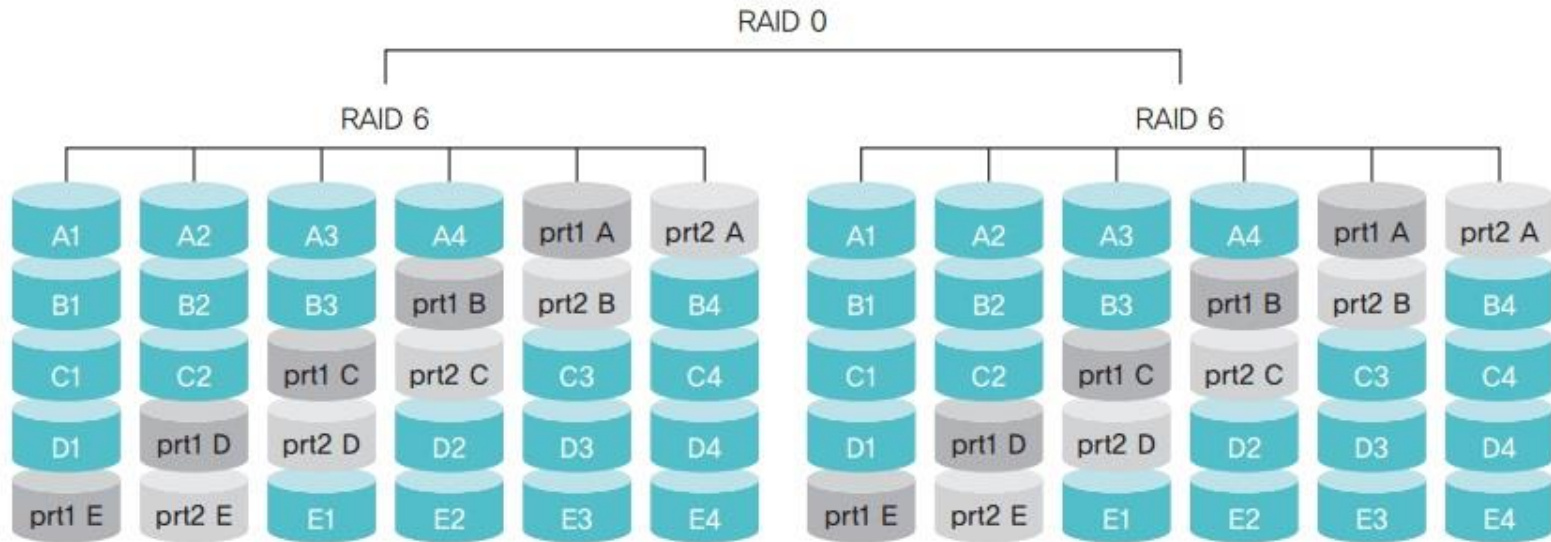 RAID 0
RAID 6 RAID 6
A1 A2 A3 A4 prt1 A prt2 A A1 A2 A3 A4 prt1 A prt2 A
B1 B2 B3 prt1 B prt2 B B4 B1 B2 B3 prt1 B prt2 B B4
C1 C2 prt1 C prt2 C C3 C4 C1 C2 prt1 C prt2 C C3 C4
D1 prt1 D prt2 D D2 D3 D4 D1 prt1 D prt2 D D2 D3 D4
prt1 E prt2 E E1 E2 E3 E4 prt1 E prt2 E E1 E2 E3 E4